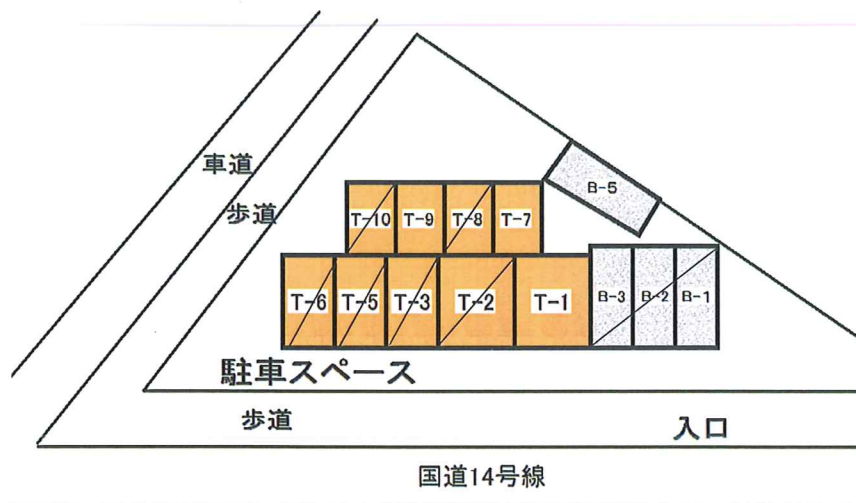 車道
歩道
B-5
T-10
T-9
T-8
T-7
T-6
T-5
T-3
T-2
T-1
B-3
B-2
B-1
駐車スペース
歩道
入口
国道14号線